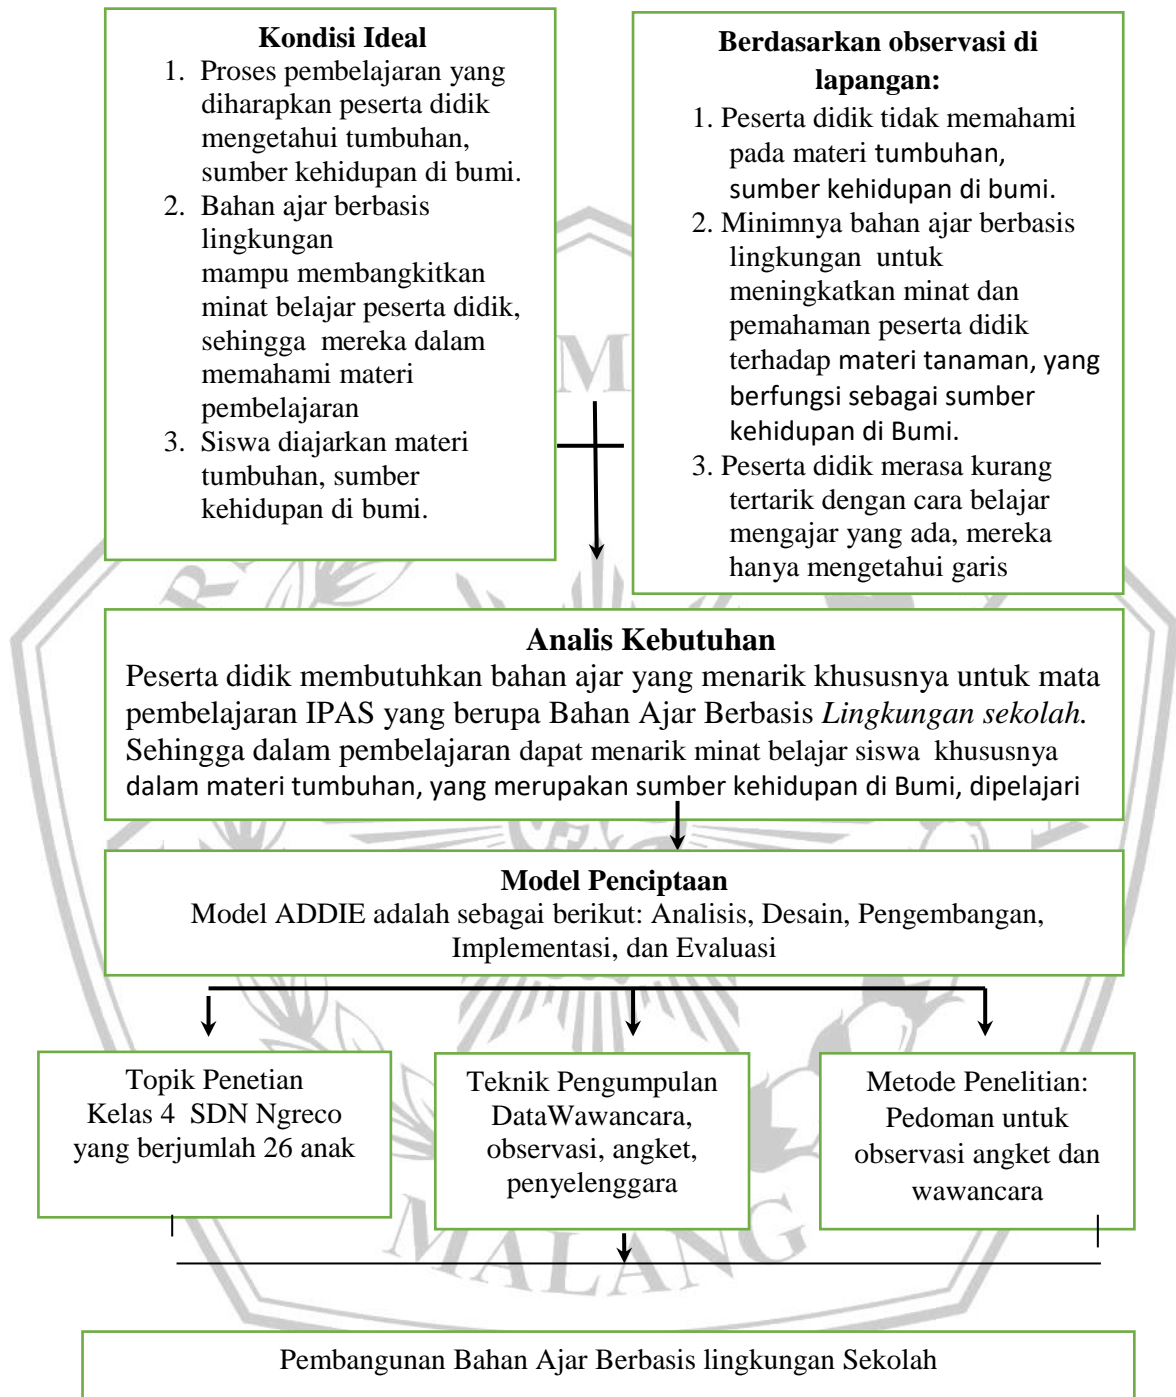 Kondisi Ideal
1. Proses pembelajaran yang
diharapkan peserta didik
mengetahui tumbuhan,
sumber kehidupan di bumi.
2. Bahan ajar berbasis
lingkungan
mampu membangkitkan
minat belajar peserta didik,
sehingga mereka dalam
memahami materi
pembelajaran
3. Siswa diajarkan materi
tumbuhan, sumber
kehidupan di bumi.
Berdasarkan observasi di
lapangan:
1. Peserta didik tidak memahami
pada materi tumbuhan,
sumber kehidupan di bumi.
2. Minimnya bahan ajar berbasis
lingkungan untuk
meningkatkan minat dan
pemahaman peserta didik
terhadap materi tanaman, yang
berfungsi sebagai sumber
kehidupan di Bumi.
3. Peserta didik merasa kurang
tertarik dengan cara belajar
mengajar yang ada, mereka
hanya mengetahui garis
Analis Kebutuhan
Peserta didik membutuhkan bahan ajar yang menarik khususnya untuk mata
pembelajaran IPAS yang berupa Bahan Ajar Berbasis Lingkungan sekolah.
Sehingga dalam pembelajaran dapat menarik minat belajar siswa khususnya
dalam materi tumbuhan, yang merupakan sumber kehidupan di Bumi, dipelajari
Model Penciptaan
Model ADDIE adalah sebagai berikut: Analisis, Desain, Pengembangan,
Implementasi, dan Evaluasi
Topik Penetian
Kelas 4 SDN Ngreco
yang berjumlah 26 anak
Teknik Pengumpulan
DataWawancara,
observasi, angket,
penyelenggara
Metode Penelitian:
Pedoman untuk
observasi angket dan
wawancara
MALANG
Pembangunan Bahan Ajar Berbasis lingkungan Sekolah